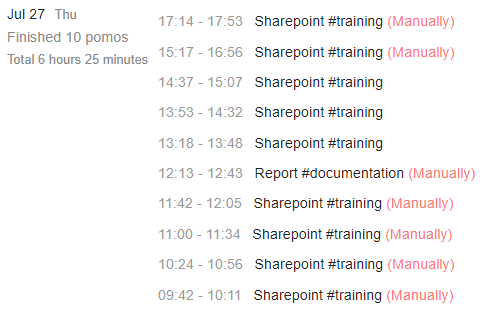 Jul 27 Thu
Finished 10 pomos
Total 6 hours 25 minutes
17:14 - 17:53 Sharepoint #training (Manually)
15:17 - 16:56 Sharepoint #training (Manually)
14:37 - 15:07 Sharepoint #training
13:53 - 14:32 Sharepoint #training
13:18 - 13:48 Sharepoint #training
12:13 - 12:43 Report #documentation (Manually)
11:42 - 12:05 Sharepoint #training (Manually)
11:00 - 11:34 Sharepoint #training (Manually)
10:24 - 10:56 Sharepoint #training (Manually)
09:42 - 10:11 Sharepoint #training (Manually)